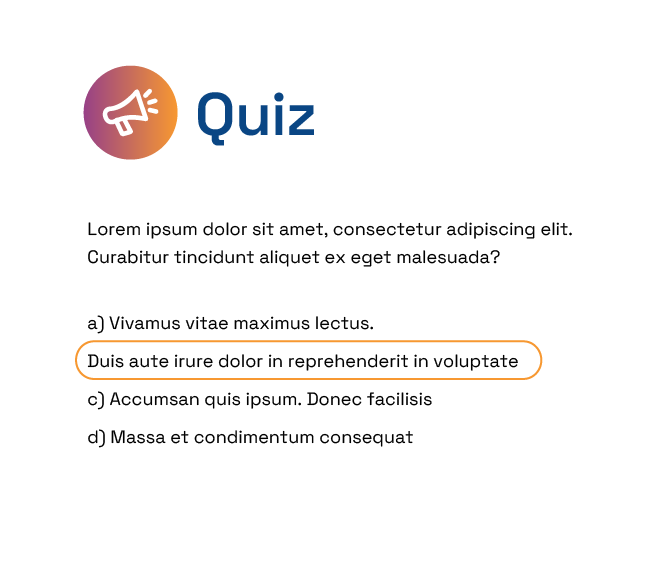 Quiz
Lorem ipsum dolor sit amet, consectetur adipiscing elit.
Curabitur tincidunt aliquet ex eget malesuada?
a) Vivamus vitae maximus lectus.
Duis aute irure dolor in reprehenderit in voluptate
c) Accumsan quis ipsum. Donec facilisis
d) Massa et condimentum consequat